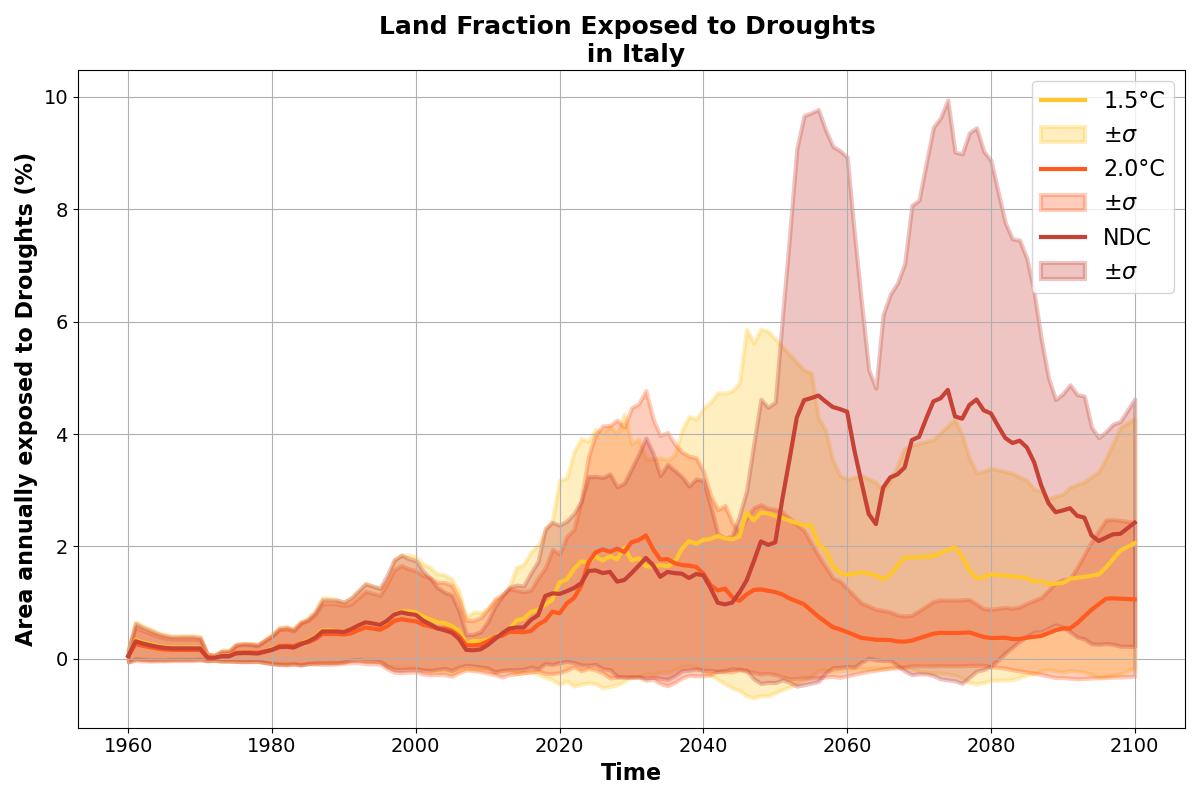 Land Fraction Exposed to Droughts
in Italy
Area annually exposed to Droughts (%)
10
8
6
4
2
0
1960 1980 2000 2020 2040 2060 2080 2100
Time
1.5°C
±σ
2.0°C
±σ
NDC
±σ